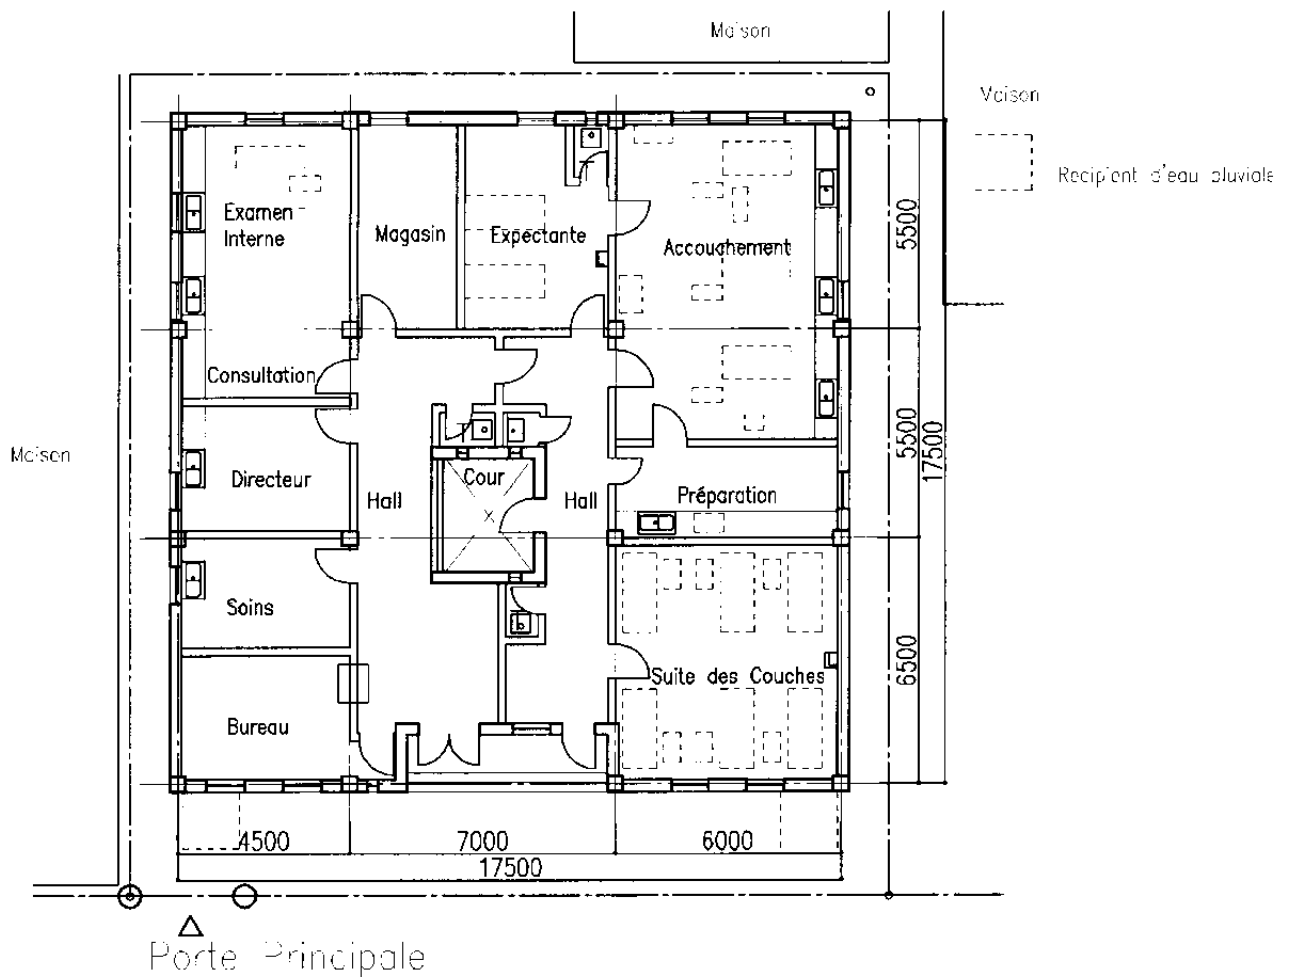 Maison
Maison
Recipient d'eau pluviale
Examen
Interne
Magasin
Expectante
Accouchement
5500
Consultation
Maison
Directeur
Hall
Cour
Hall
Préparation
5500
17500
Soins
Bureau
Suite des Couches
6500
4500
7000
6000
17500
Porte Principale